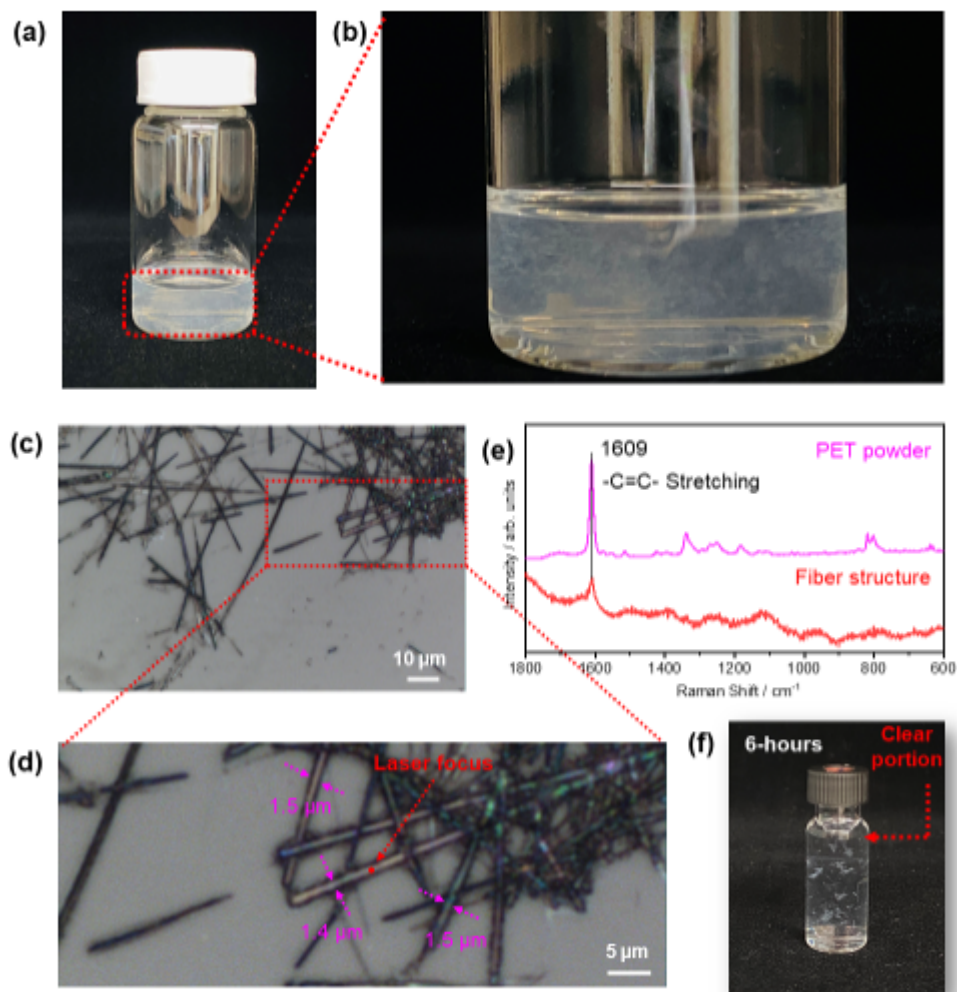 (a)
(b)
(c)
10 µm
(d)
Laser focus
1.5 µm
1.4 µm
1.5 µm
5 µm
(e)
1609
-C=C- Stretching
PET powder
Fiber structure
Intensity / arb. units
1800 1600 1400 1200 1000 800 600
Raman Shift / cm⁻¹
(f)
6-hours
Clear
portion